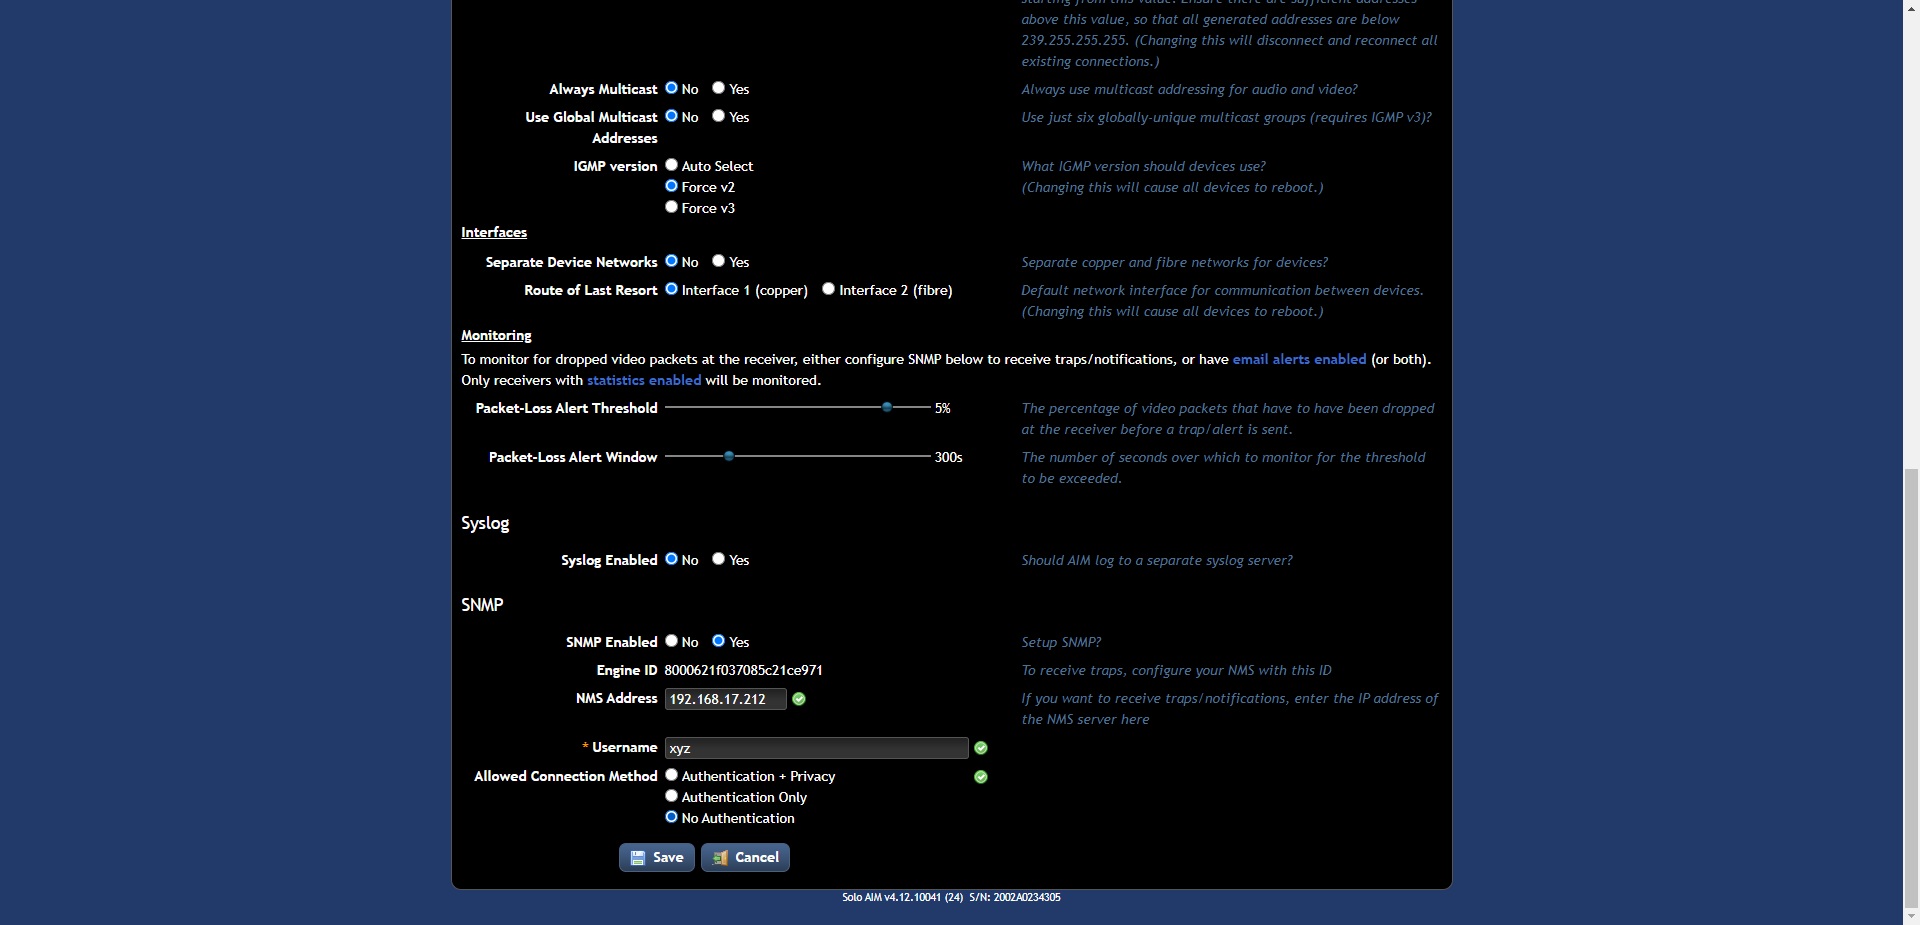 starting from this value. Ensure there are sufficient addresses
above this value, so that all generated addresses are below
239.255.255.255. (Changing this will disconnect and reconnect all
existing connections.)
Always Multicast No Yes Always use multicast addressing for audio and video?
Use Global Multicast No Yes Use just six globally-unique multicast groups (requires IGMP v3)?
Addresses
IGMP version Auto Select What IGMP version should devices use?
Force v2 (Changing this will cause all devices to reboot.)
Force v3
Interfaces
Separate Device Networks No Yes Separate copper and fibre networks for devices?
Route of Last Resort Interface 1 (copper) Interface 2 (fibre) Default network interface for communication between devices.
(Changing this will cause all devices to reboot.)
Monitoring
To monitor for dropped video packets at the receiver, either configure SNMP below to receive traps/notifications, or have email alerts enabled (or both).
Only receivers with statistics enabled will be monitored.
Packet-Loss Alert Threshold 5% The percentage of video packets that have to have been dropped
at the receiver before a trap/alert is sent.
Packet-Loss Alert Window 300s The number of seconds over which to monitor for the threshold
to be exceeded.
Syslog
Syslog Enabled No Yes Should AIM log to a separate syslog server?
SNMP
SNMP Enabled No Yes Setup SNMP?
Engine ID 8000621f037085c21ce971 To receive traps, configure your NMS with this ID
NMS Address 192.168.17.212 If you want to receive traps/notifications, enter the IP address of
the NMS server here
* Username xyz
Allowed Connection Method Authentication + Privacy
Authentication Only
No Authentication
Save Cancel
Solo AIM v4.12.10041 (24) S/N: 2002A0234305